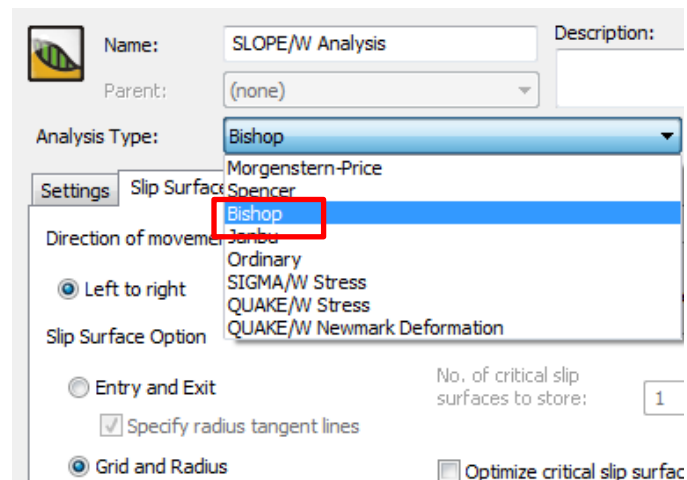 Name: SLOPE/W Analysis Description:
Parent: (none)
Analysis Type: Bishop
Morgenstern-Price
Settings Slip Surface Spencer
Bishop
Direction of moveme Janbu
Ordinary
Left to right SIGMA/W Stress
QUAKE/W Stress
Slip Surface Option QUAKE/W Newmark Deformation
No. of critical slip
Entry and Exit surfaces to store: 1
Specify radius tangent lines
Grid and Radius Optimize critical slip surfac